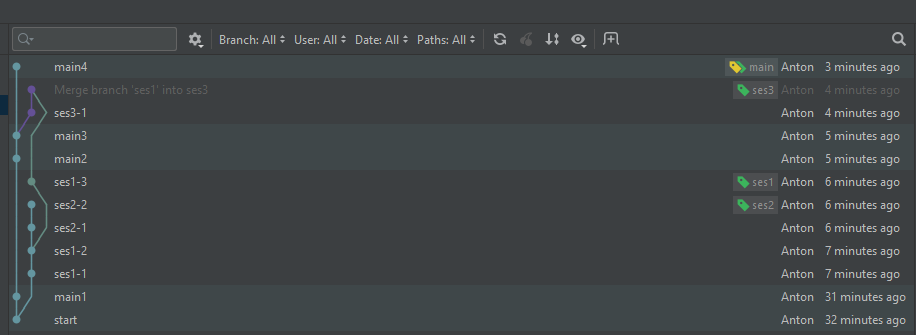 Branch: All User: All Date: All Paths: All
main4 main Anton 3 minutes ago
Merge branch 'ses1' into ses3 ses3 Anton 4 minutes ago
ses3-1 Anton 4 minutes ago
main3 Anton 5 minutes ago
main2 Anton 5 minutes ago
ses1-3 ses1 Anton 6 minutes ago
ses2-2 ses2 Anton 6 minutes ago
ses2-1 Anton 6 minutes ago
ses1-2 Anton 7 minutes ago
ses1-1 Anton 7 minutes ago
main1 Anton 31 minutes ago
start Anton 32 minutes ago